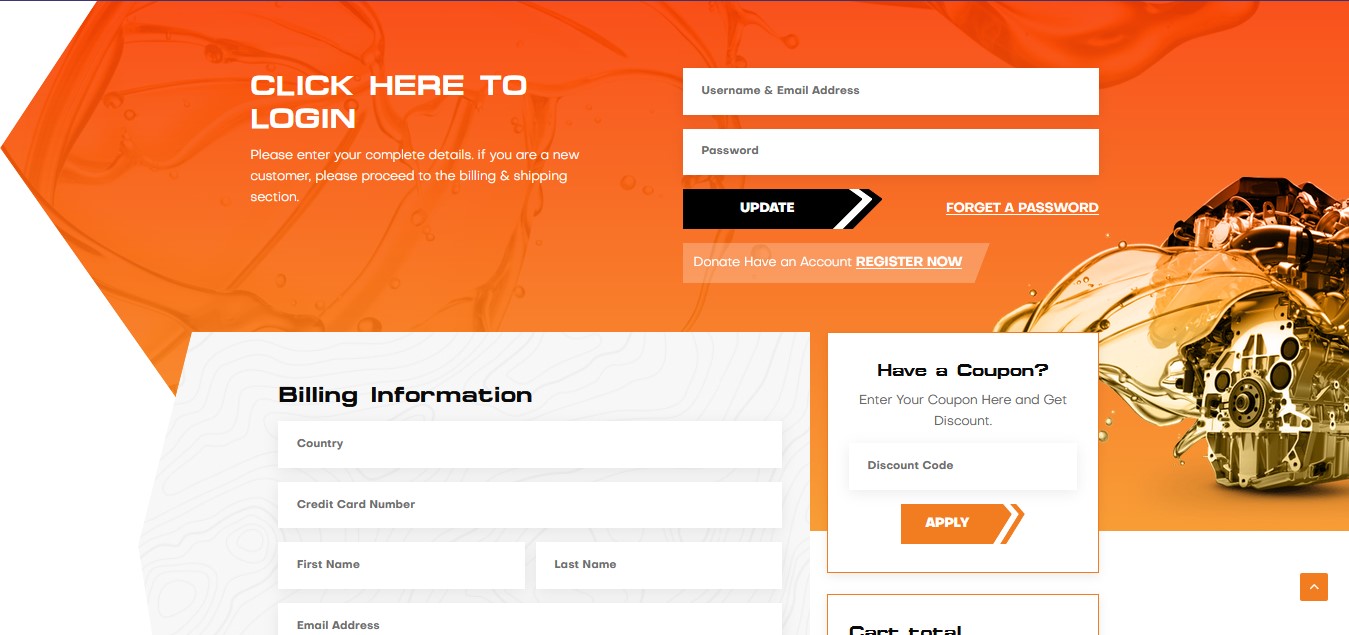 CLICK HERE TO
LOGIN
Please enter your complete details. if you are a new
customer, please proceed to the billing & shipping
section.
Username & Email Address
Password
UPDATE
FORGET A PASSWORD
Donate Have an Account REGISTER NOW
Billing Information
Country
Credit Card Number
First Name
Last Name
Email Address
Have a Coupon?
Enter Your Coupon Here and Get
Discount.
Discount Code
APPLY
Cart total